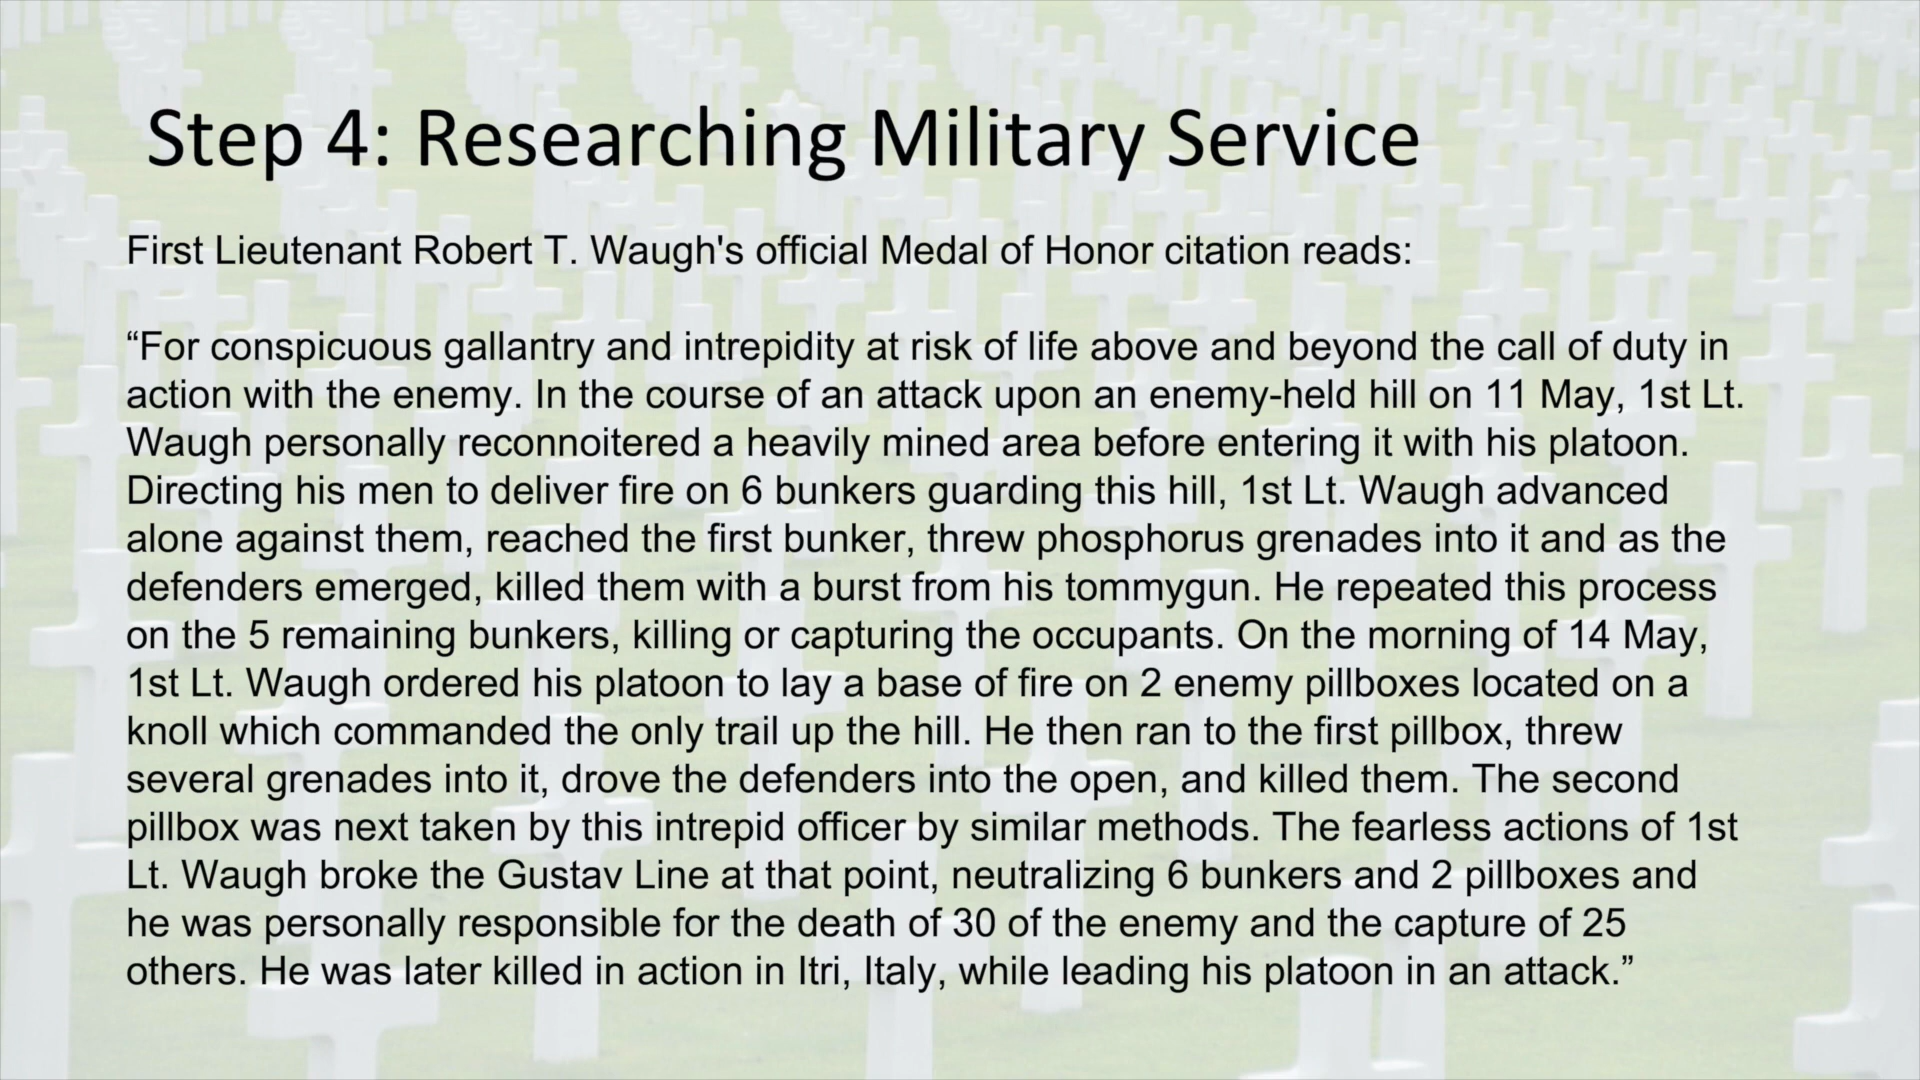 Step 4: Researching Military Service
First Lieutenant Robert T. Waugh's official Medal of Honor citation reads:
“For conspicuous gallantry and intrepidity at risk of life above and beyond the call of duty in
action with the enemy. In the course of an attack upon an enemy-held hill on 11 May, 1st Lt.
Waugh personally reconnoitered a heavily mined area before entering it with his platoon.
Directing his men to deliver fire on 6 bunkers guarding this hill, 1st Lt. Waugh advanced
alone against them, reached the first bunker, threw phosphorus grenades into it and as the
defenders emerged, killed them with a burst from his tommygun. He repeated this process
on the 5 remaining bunkers, killing or capturing the occupants. On the morning of 14 May,
1st Lt. Waugh ordered his platoon to lay a base of fire on 2 enemy pillboxes located on a
knoll which commanded the only trail up the hill. He then ran to the first pillbox, threw
several grenades into it, drove the defenders into the open, and killed them. The second
pillbox was next taken by this intrepid officer by similar methods. The fearless actions of 1st
Lt. Waugh broke the Gustav Line at that point, neutralizing 6 bunkers and 2 pillboxes and
he was personally responsible for the death of 30 of the enemy and the capture of 25
others. He was later killed in action in Itri, Italy, while leading his platoon in an attack.”